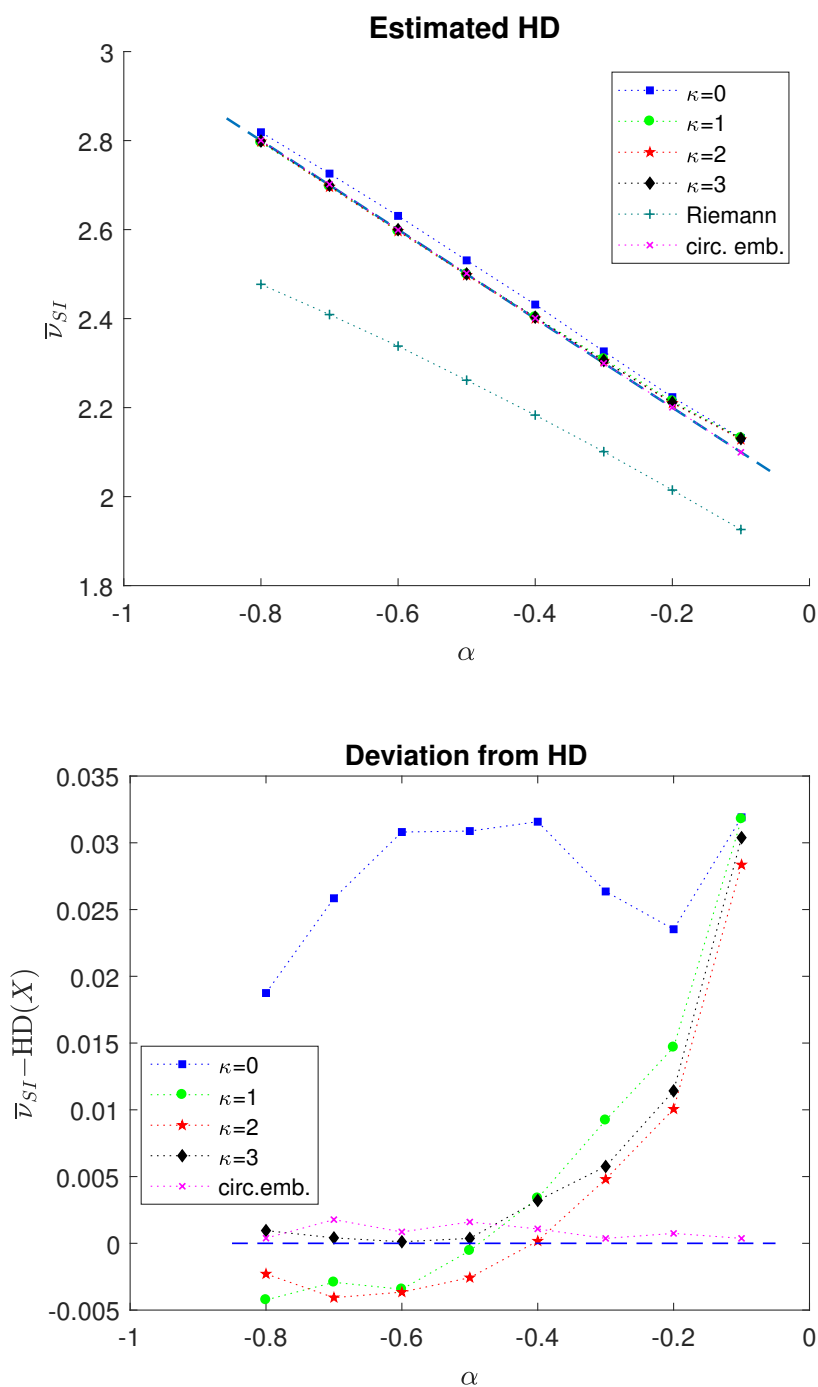 Estimated HD
3
2.8
2.6
2.4
2.2
2
1.8
ν̅_SI
-1
-0.8
-0.6
-0.4
-0.2
0
α
κ=0
κ=1
κ=2
κ=3
Riemann
circ. emb.
Deviation from HD
0.035
0.03
0.025
0.02
0.015
0.01
0.005
0
-0.005
ν̅_SI−HD(X)
-1
-0.8
-0.6
-0.4
-0.2
0
α
κ=0
κ=1
κ=2
κ=3
circ.emb.